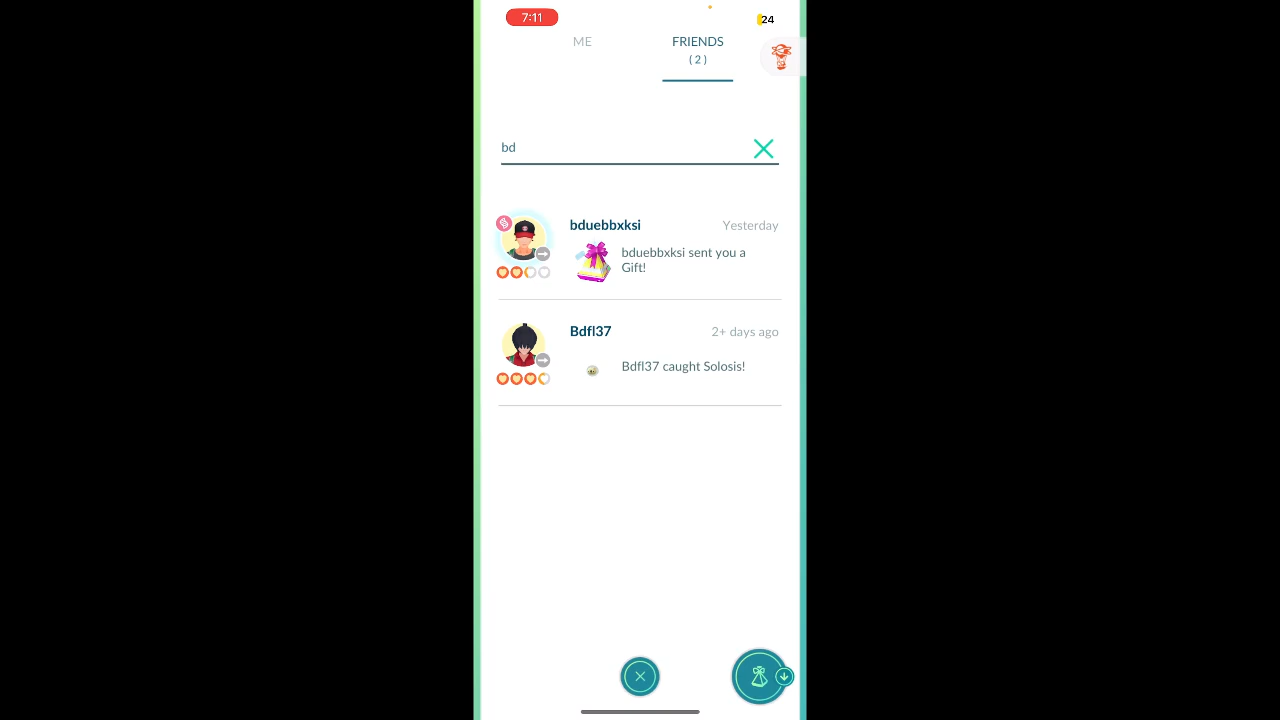 7:11
24
ME
FRIENDS
( 2 )
bd
bduebbxksi
Yesterday
bduebbxksi sent you a
Gift!
Bdfl37
2+ days ago
Bdfl37 caught Solosis!